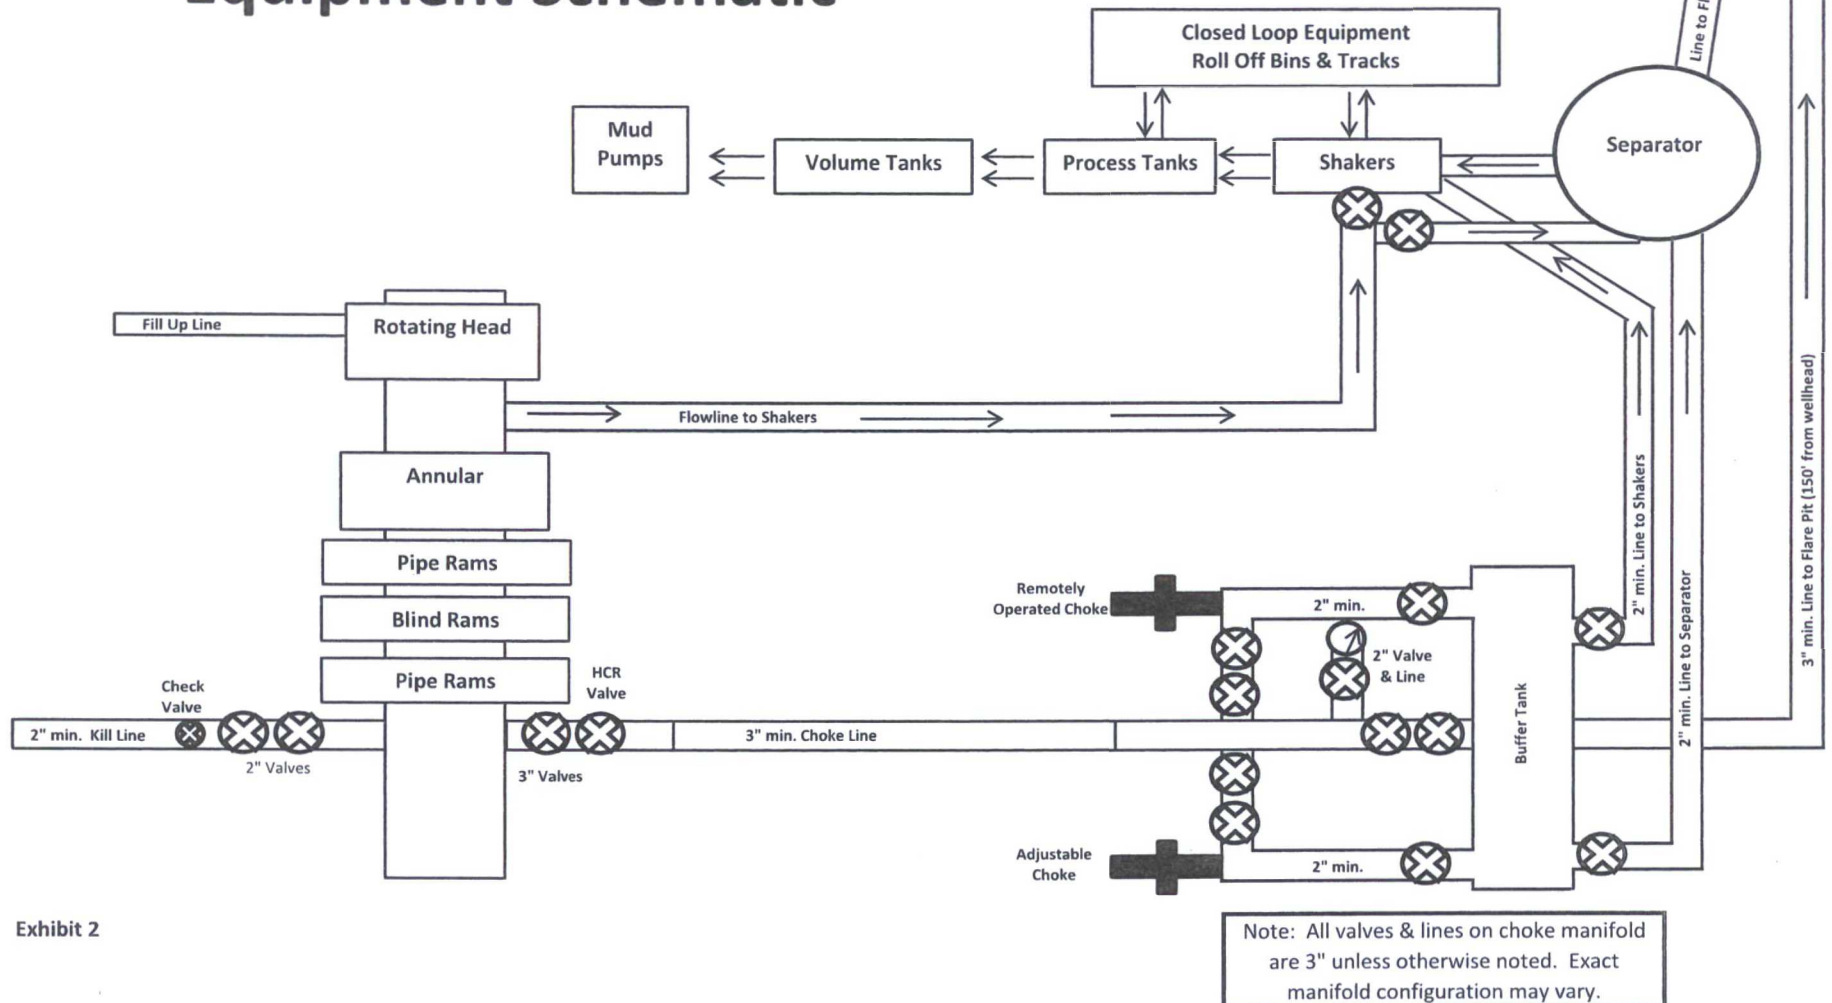 Equipment Schematic
Closed Loop Equipment
Roll Off Bins & Tracks
Line to Fl
Mud
Pumps
Volume Tanks
Process Tanks
Shakers
Separator
Fill Up Line
Rotating Head
Flowline to Shakers
Annular
Pipe Rams
Blind Rams
Pipe Rams
Remotely
Operated Choke
2" min.
2" Valve
& Line
2" min. Line to Shakers
2" min. Line to Separator
3" min. Line to Flare Pit (150' from wellhead)
Check
Valve
HCR
Valve
2" min. Kill Line
3" min. Choke Line
2" Valves
3" Valves
Buffer Tank
Adjustable
Choke
2" min.
Exhibit 2
Note: All valves & lines on choke manifold
are 3" unless otherwise noted. Exact
manifold configuration may vary.